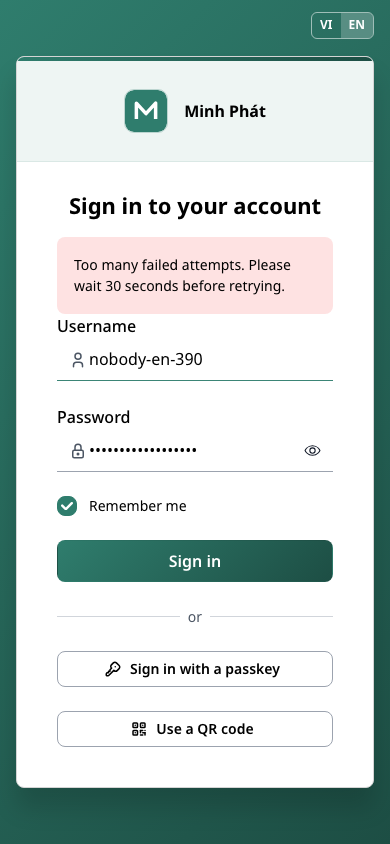 VI EN
Minh Phát
Sign in to your account
Too many failed attempts. Please
wait 30 seconds before retrying.
Username
nobody-en-390
Password
••••••••••••••••••
Remember me
Sign in
or
Sign in with a passkey
Use a QR code